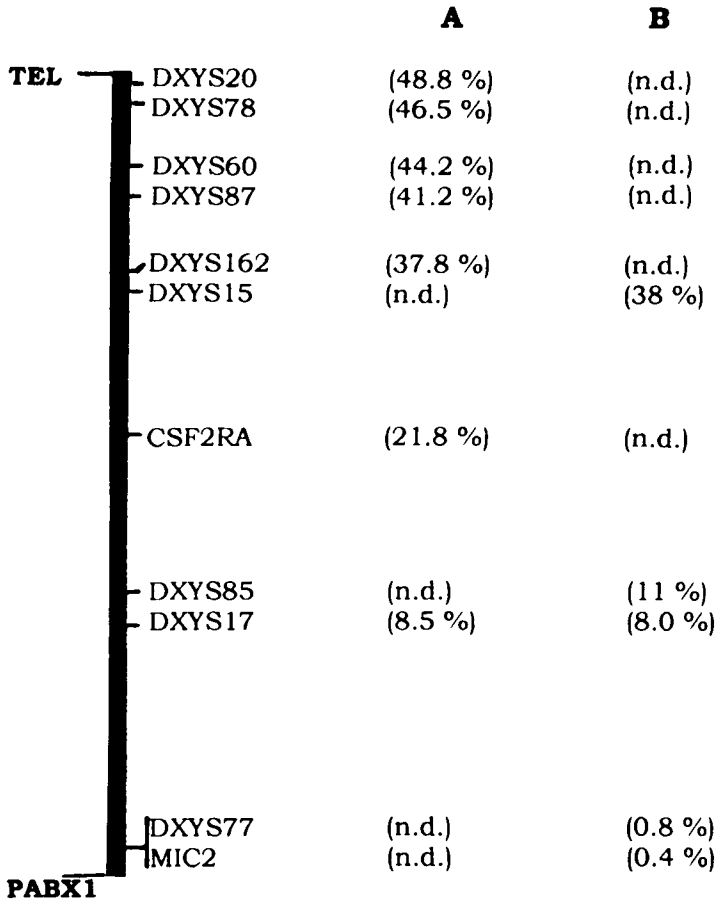 A B
TEL DXYS20 (48.8 %) (n.d.)
DXYS78 (46.5 %) (n.d.)
DXYS60 (44.2 %) (n.d.)
DXYS87 (41.2 %) (n.d.)
DXYS162 (37.8 %) (n.d.)
DXYS15 (n.d.) (38 %)
CSF2RA (21.8 %) (n.d.)
DXYS85 (n.d.) (11 %)
DXYS17 (8.5 %) (8.0 %)
DXYS77 (n.d.) (0.8 %)
MIC2 (n.d.) (0.4 %)
PABX1